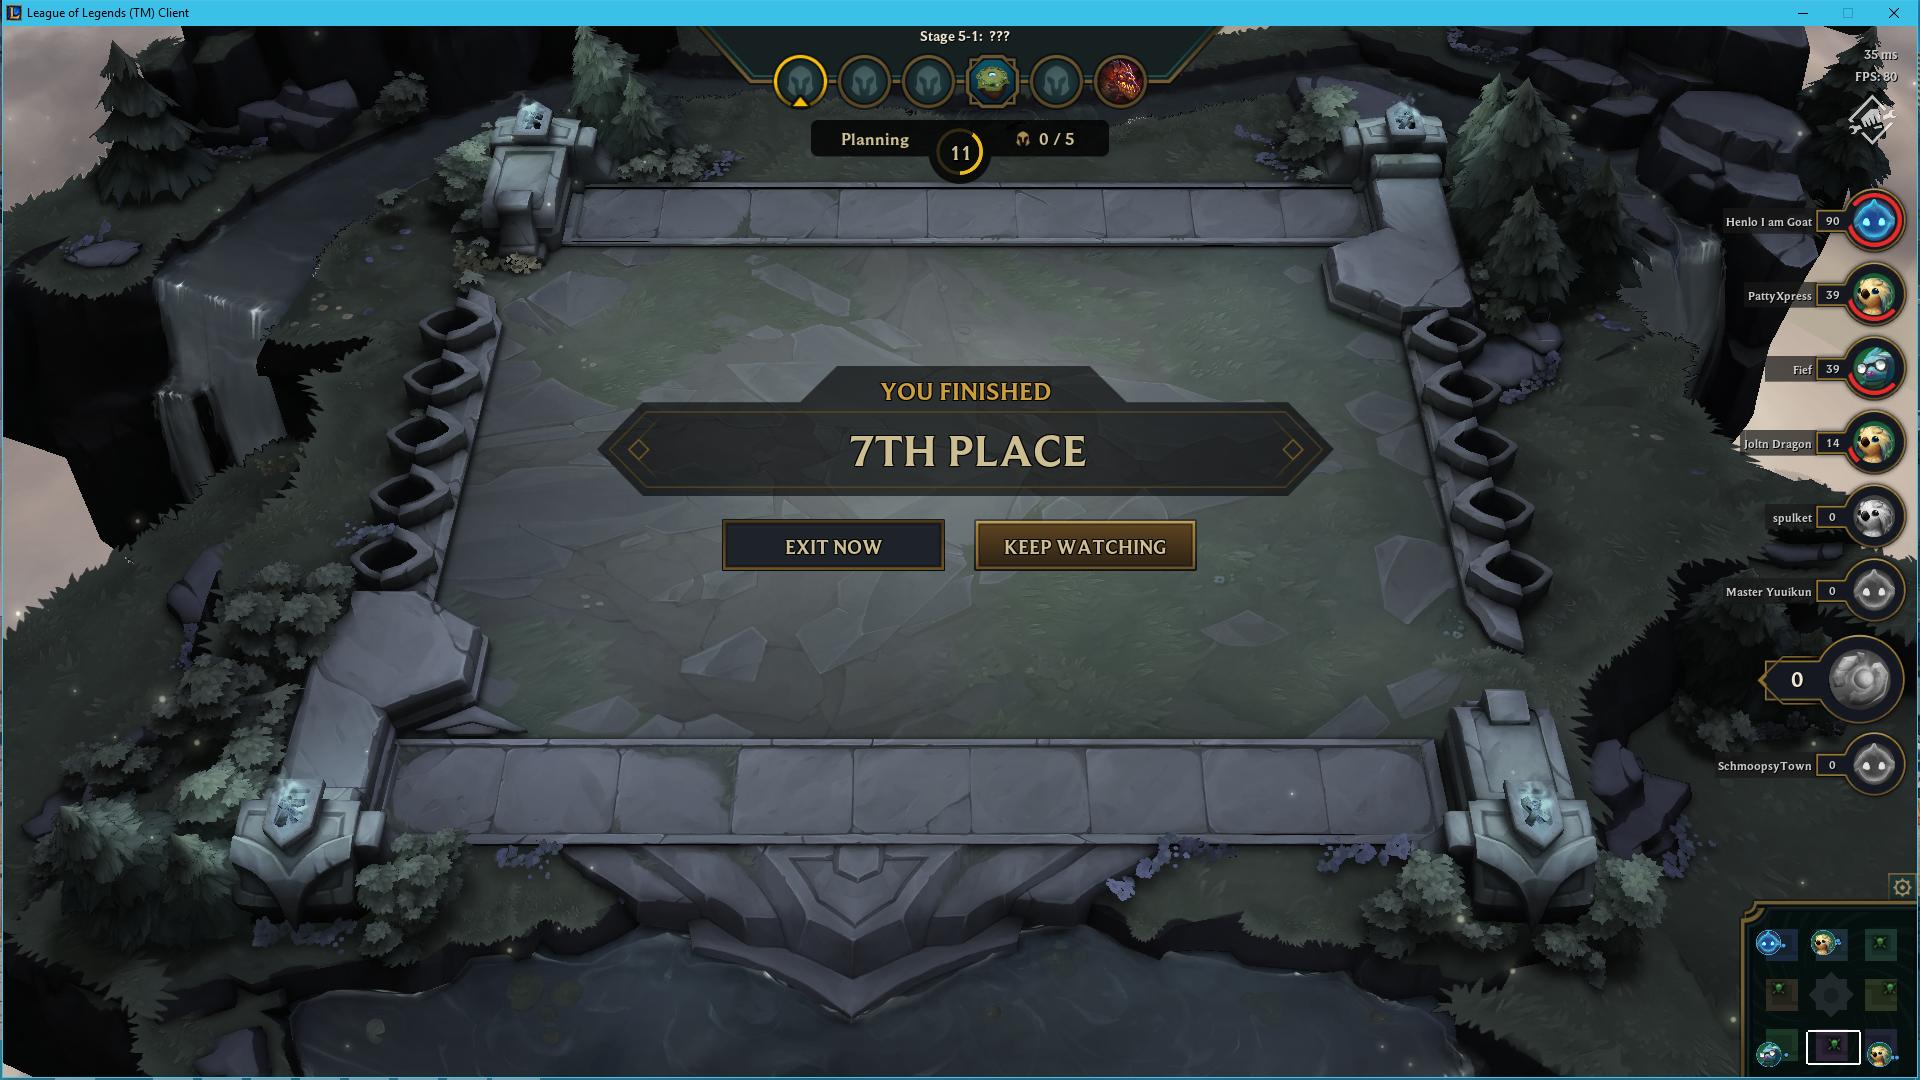 League of Legends (TM) Client
Stage 5-1: ???
35 ms
FPS: 80
Planning
11
0 / 5
Henlo I am Goat 90
PattyXpress 39
Fief 39
YOU FINISHED
7TH PLACE
Joltn Dragon 14
spulket 0
EXIT NOW
KEEP WATCHING
Master Yuuikun 0
0
SchmoopsyTown 0